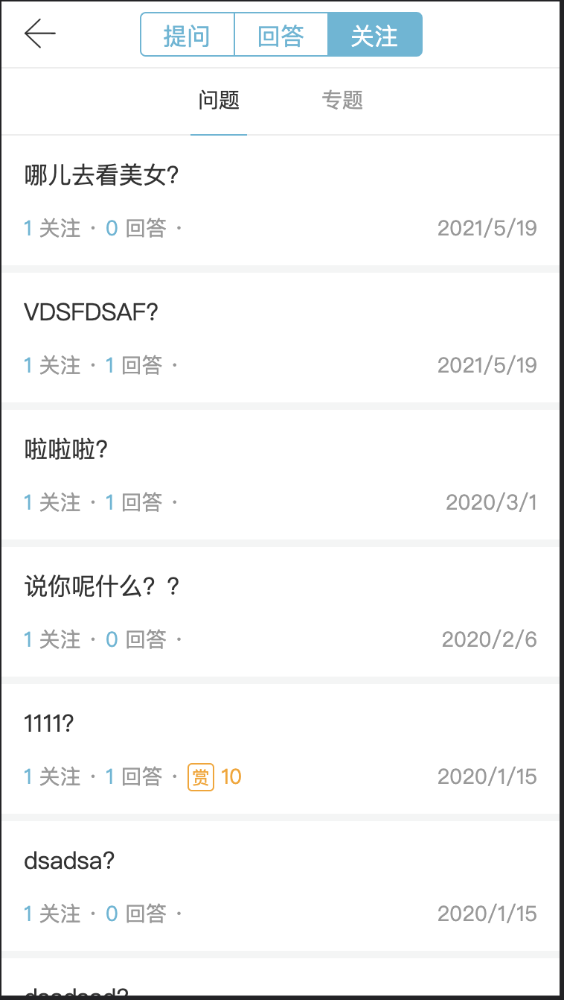 提问 回答 关注
问题 专题
哪儿去看美女?
1 关注 · 0 回答 · 2021/5/19
VDSFDSAF?
1 关注 · 1 回答 · 2021/5/19
啦啦啦?
1 关注 · 1 回答 · 2020/3/1
说你呢什么？？
1 关注 · 0 回答 · 2020/2/6
1111?
1 关注 · 1 回答 · 赏 10 2020/1/15
dsadsa?
1 关注 · 0 回答 · 2020/1/15